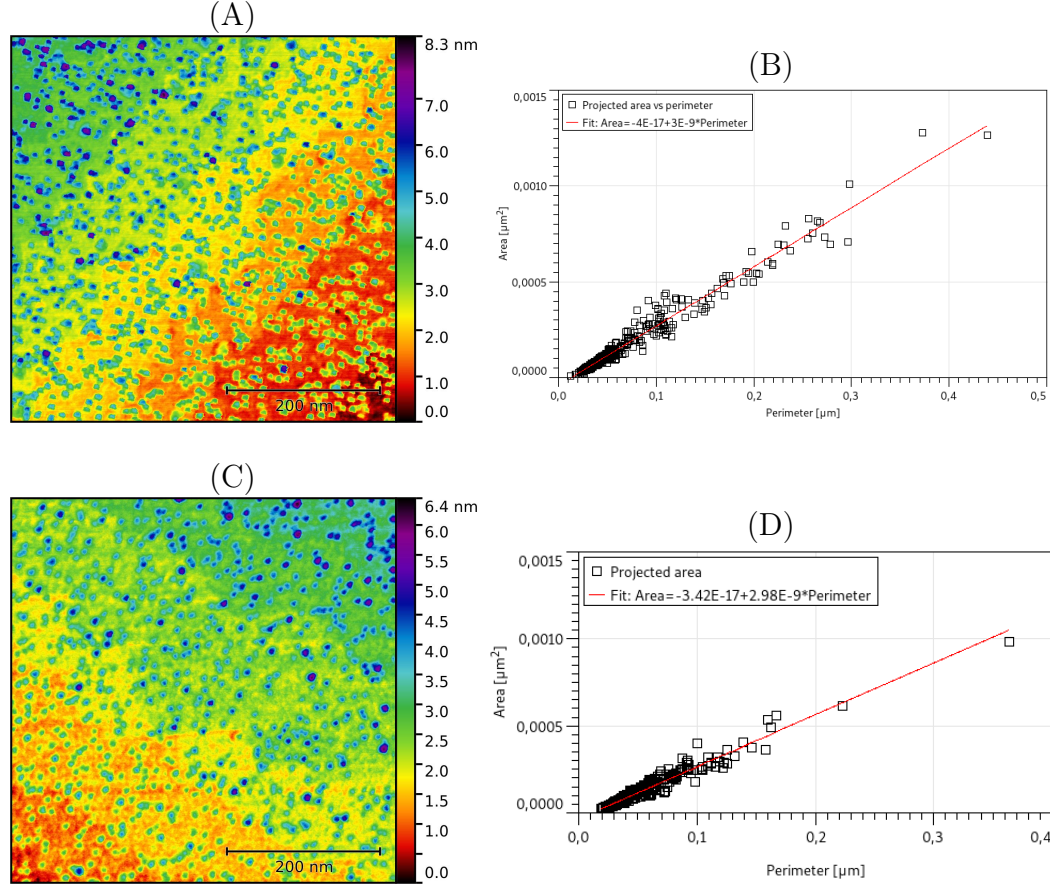 (A)
8.3 nm
7.0
6.0
5.0
4.0
3.0
2.0
1.0
0.0
200 nm
(B)
0,0015
0,0010
0,0005
0,0000
Area [µm²]
Projected area vs perimeter
Fit: Area=-4E-17+3E-9*Perimeter
0,0 0,1 0,2 0,3 0,4 0,5
Perimeter [µm]
(C)
6.4 nm
6.0
5.5
5.0
4.5
4.0
3.5
3.0
2.5
2.0
1.5
1.0
0.0
200 nm
(D)
0,0015
0,0010
0,0005
0,0000
Area [µm²]
Projected area
Fit: Area=-3.42E-17+2.98E-9*Perimeter
0,0 0,1 0,2 0,3 0,4
Perimeter [µm]